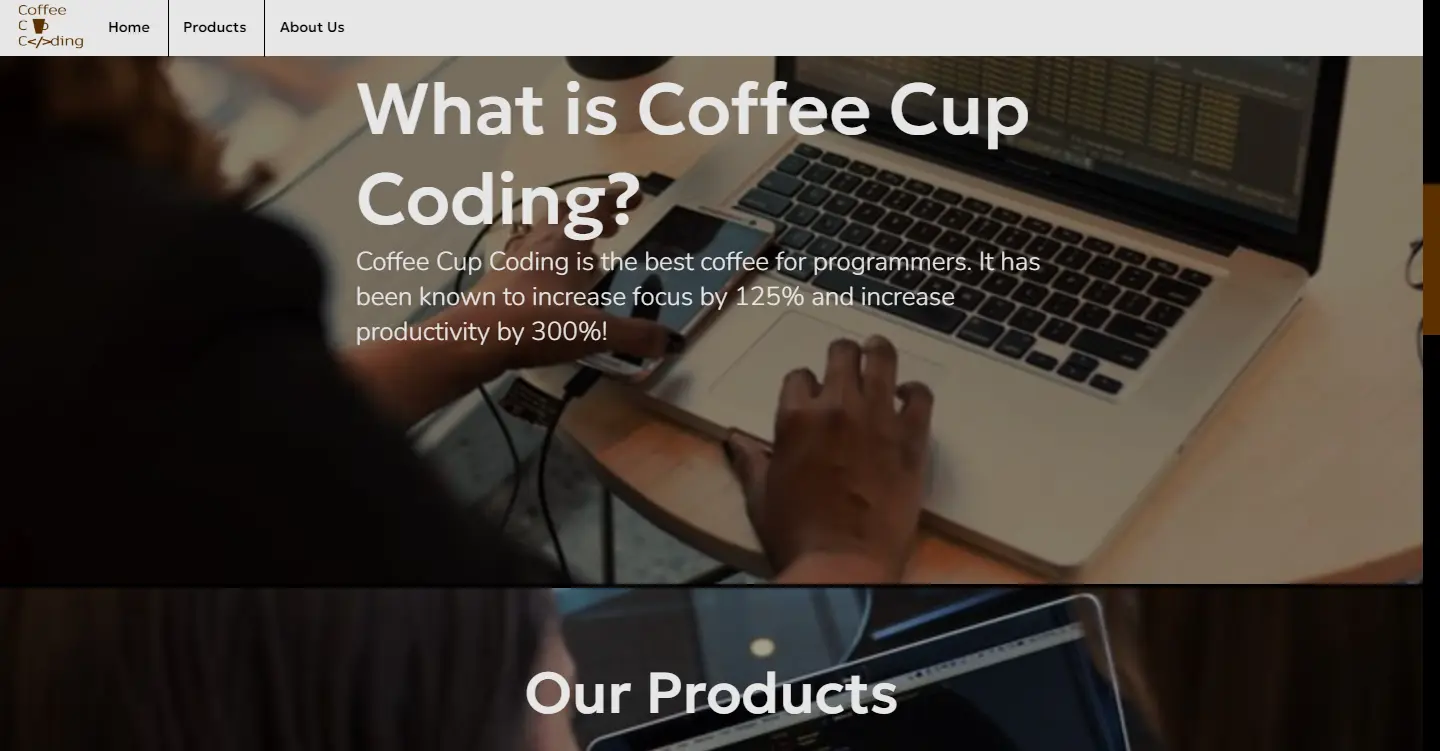 Coffee
C p
C</>ding
Home
Products
About Us
What is Coffee Cup
Coding?
Coffee Cup Coding is the best coffee for programmers. It has
been known to increase focus by 125% and increase
productivity by 300%!
Our Products